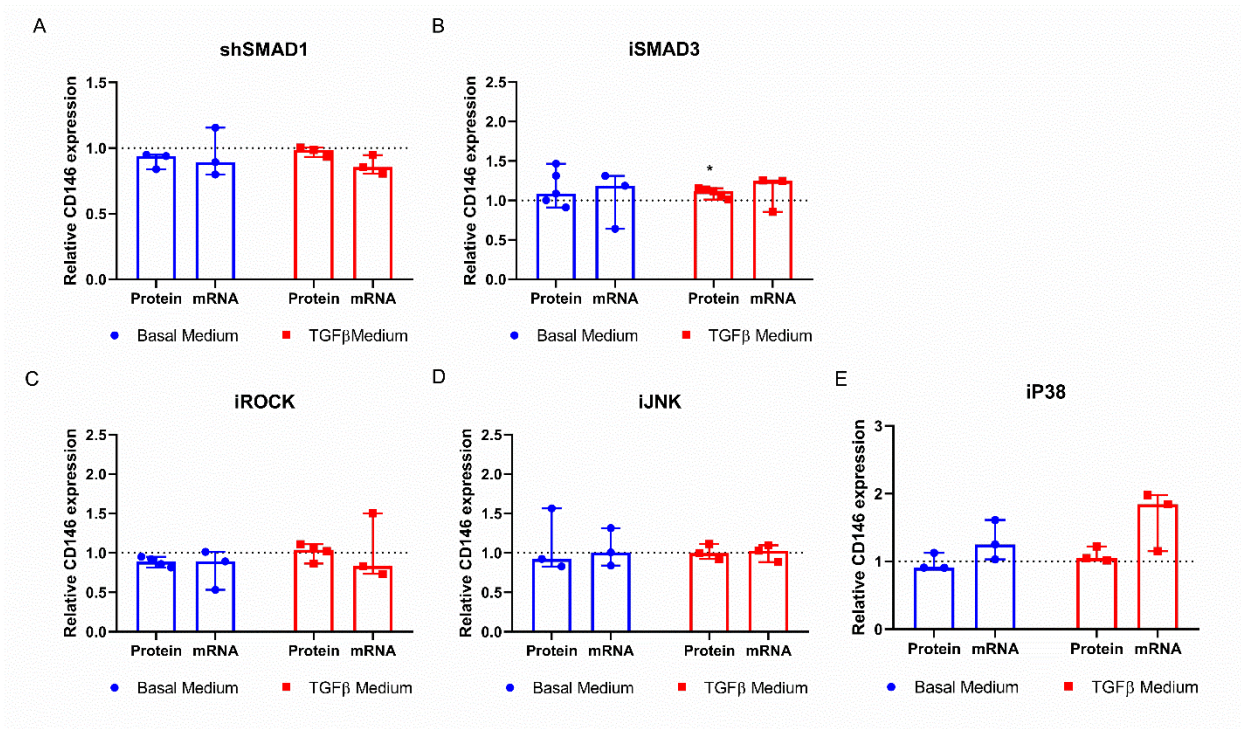 A
shSMAD1
Relative CD146 expression
1.5
1.0
0.5
0.0
Protein mRNA Protein mRNA
Basal Medium TGFβMedium
B
iSMAD3
Relative CD146 expression
2.5
2.0
1.5
1.0
0.5
0.0
*
Protein mRNA Protein mRNA
Basal Medium TGFβ Medium
C
iROCK
Relative CD146 expression
2.5
2.0
1.5
1.0
0.5
0.0
Protein mRNA Protein mRNA
Basal Medium TGFβ Medium
D
iJNK
Relative CD146 expression
2.5
2.0
1.5
1.0
0.5
0.0
Protein mRNA Protein mRNA
Basal Medium TGFβ Medium
E
iP38
Relative CD146 expression
3
2
1
0
Protein mRNA Protein mRNA
Basal Medium TGFβ Medium